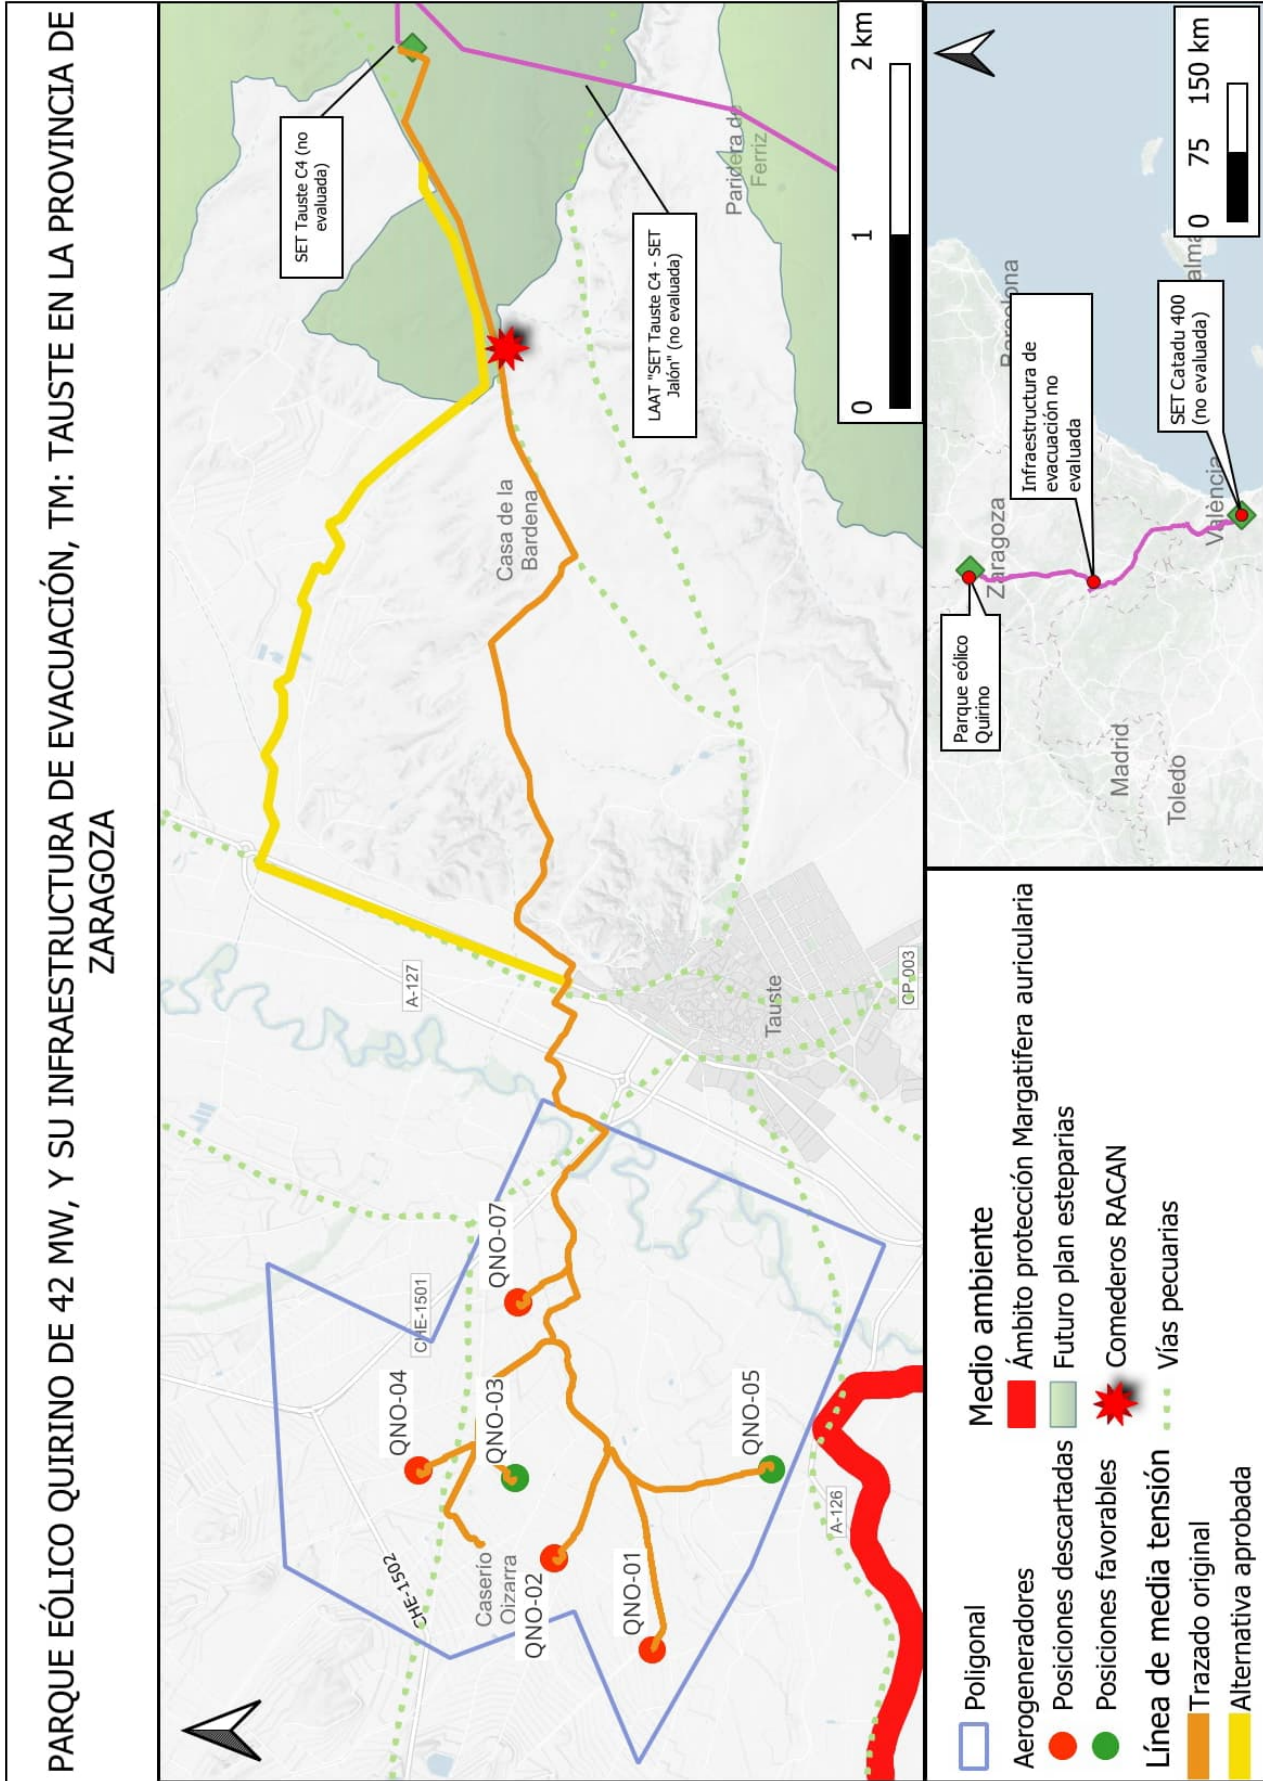 PARQUE EÓLICO QUIRINO DE 42 MW, Y SU INFRAESTRUCTURA DE EVACUACIÓN, TM: TAUSTE EN LA PROVINCIA DE
ZARAGOZA
SET Tauste C4 (no
evaluada)
LAAT "SET Tauste C4 - SET
Jalón" (no evaluada)
Paridera de
Ferriz
Casa de la
Bardena
A-127
Tauste
CP-003
CHE-1501
CHE-1502
A-126
QNO-07
QNO-04
QNO-03
QNO-05
QNO-02
QNO-01
Caserío
Oizarra
0 1 2 km
Poligonal
Aerogeneradores
Posiciones descartadas
Posiciones favorables
Línea de media tensión
Trazado original
Alternativa aprobada
Medio ambiente
Ámbito protección Margatifera auricularia
Futuro plan esteparias
Comederos RACAN
Vías pecuarias
Parque eólico
Quirino
Zaragoza
Barcelona
Infraestructura de
evacuación no
evaluada
SET Catadu 400
(no evaluada)
València
Madrid
Toledo
alma
0 75 150 km